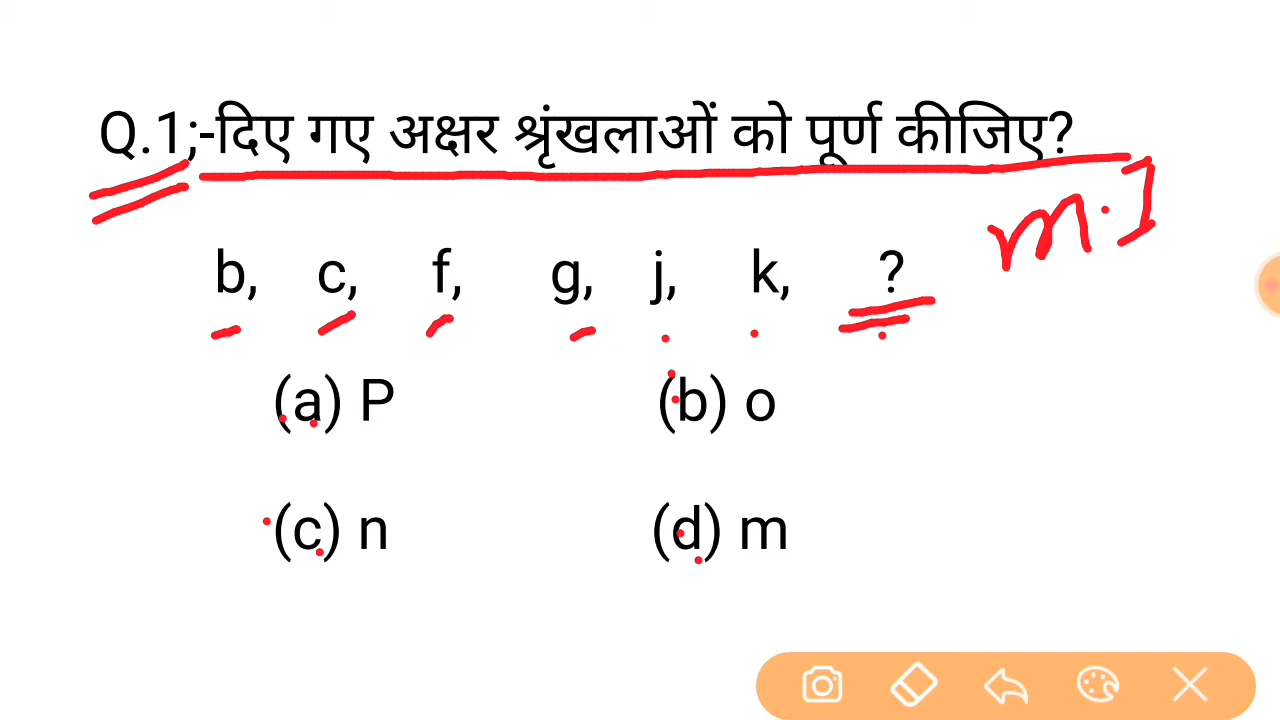 Q.1;-दिए गए अक्षर श्रृंखलाओं को पूर्ण कीजिए?
b, c, f, g, j, k, ?
(a) P (b) o
(c) n (d) m